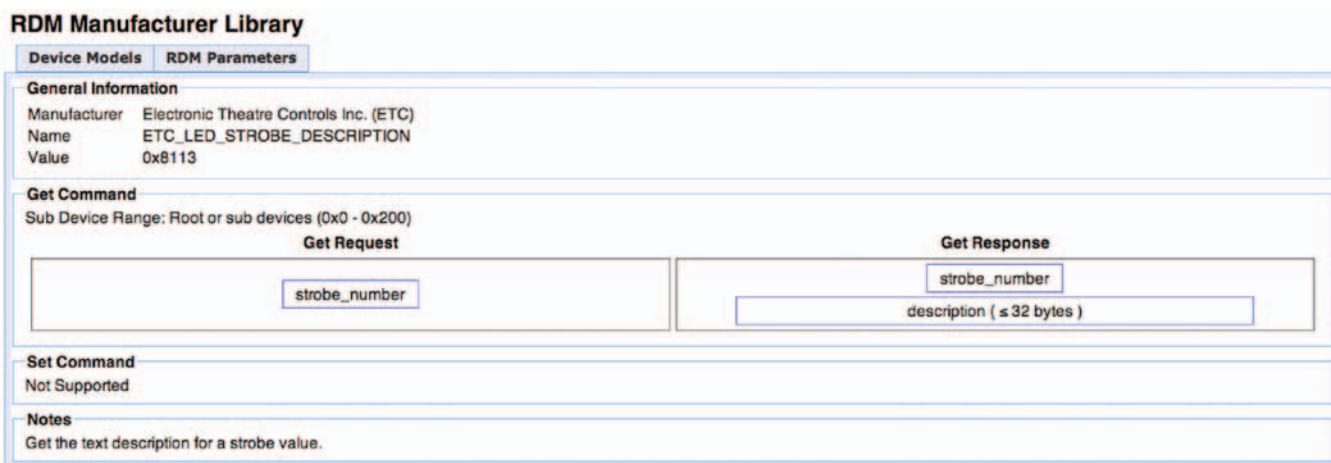 RDM Manufacturer Library
Device Models RDM Parameters
General Information
Manufacturer Electronic Theatre Controls Inc. (ETC)
Name ETC_LED_STROBE_DESCRIPTION
Value 0x8113
Get Command
Sub Device Range: Root or sub devices (0x0 - 0x200)
Get Request Get Response
strobe_number
strobe_number
description ( ≤ 32 bytes )
Set Command
Not Supported
Notes
Get the text description for a strobe value.